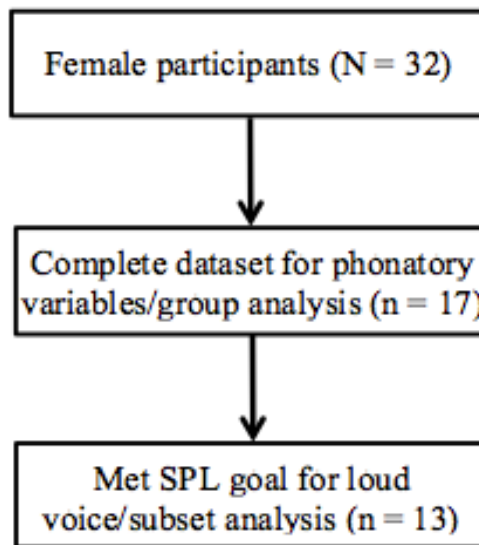 Female participants (N = 32)
Complete dataset for phonatory
variables/group analysis (n = 17)
Met SPL goal for loud
voice/subset analysis (n = 13)